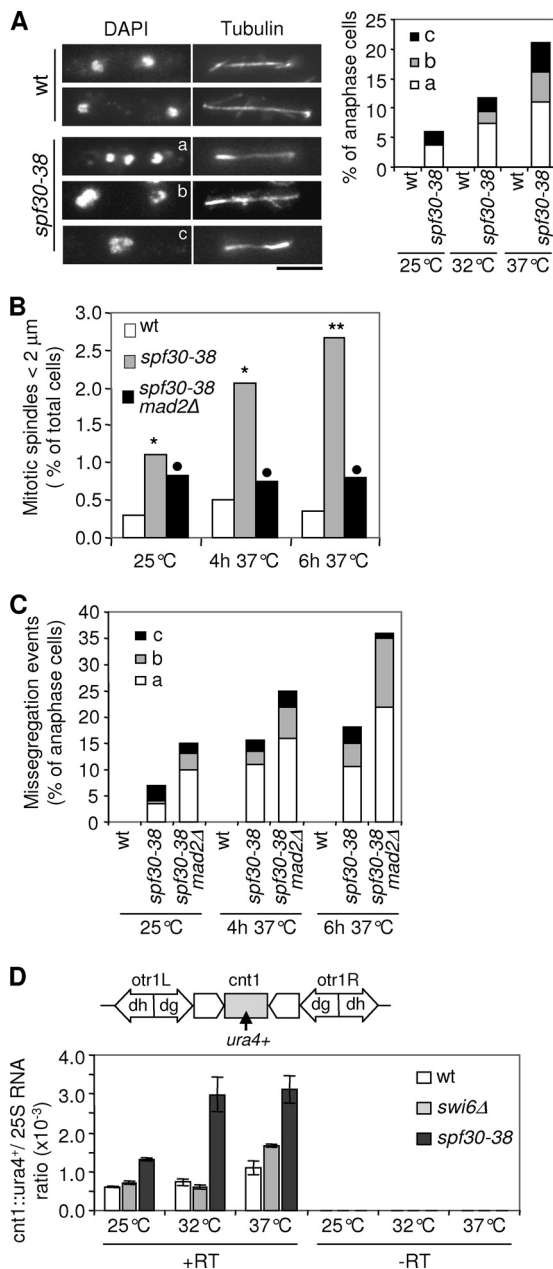 A
DAPI
Tubulin
wt
spf30-38
a
b
c
% of anaphase cells
25
20
15
10
5
0
c
b
a
wt
spf30-38
wt
spf30-38
wt
spf30-38
25°C
32°C
37°C
B
Mitotic spindles < 2 μm
( % of total cells)
3.0
2.5
2.0
1.5
1.0
0.5
0.0
wt
spf30-38
spf30-38
mad2Δ
*
*
**
25°C
4h 37°C
6h 37°C
C
Missegregation events
(% of anaphase cells)
40
35
30
25
20
15
10
5
0
c
b
a
wt
spf30-38
spf30-38
mad2Δ
wt
spf30-38
spf30-38
mad2Δ
wt
spf30-38
spf30-38
mad2Δ
25°C
4h 37°C
6h 37°C
D
otr1L
cnt1
otr1R
dh
dg
dg
dh
ura4+
cnt1::ura4+/ 25S RNA
ratio (x10-3)
4.0
3.0
2.0
1.0
0.0
wt
swi6Δ
spf30-38
25°C
32°C
37°C
25°C
32°C
37°C
+RT
-RT